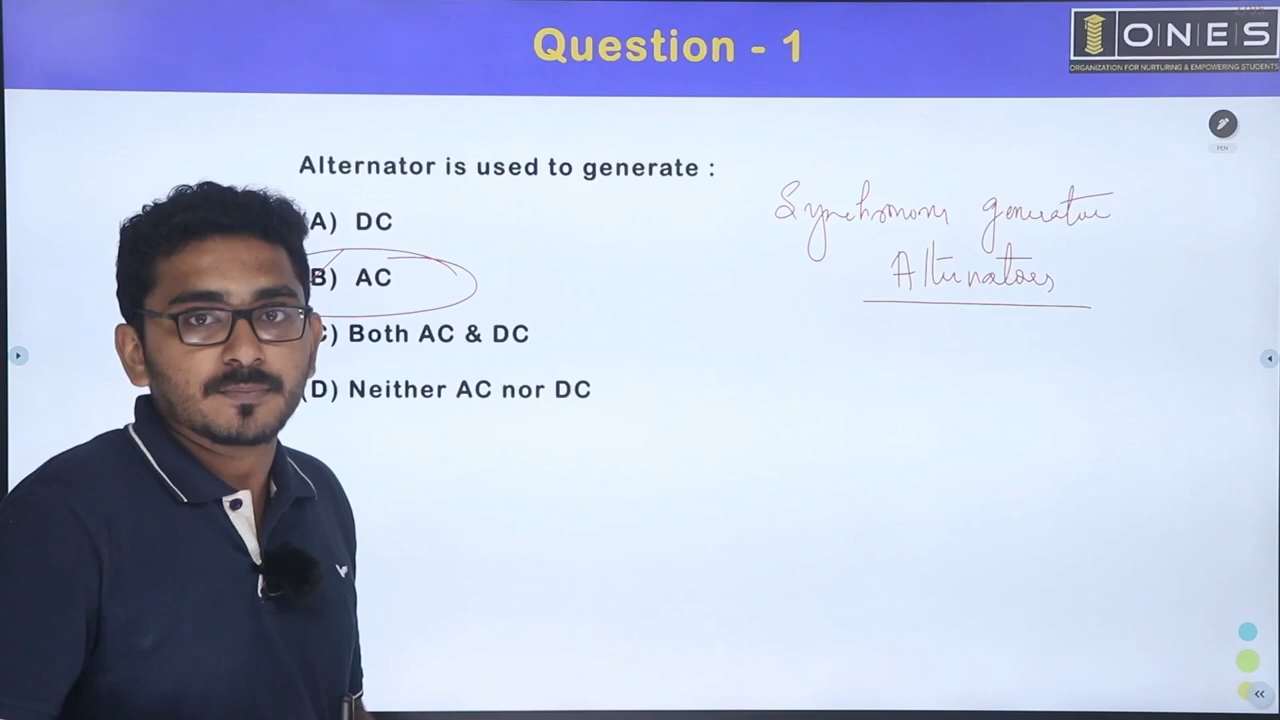 Question - 1
ONES
ORGANIZATION FOR NURTURING & EMPOWERING STUDENTS
PEN
Alternator is used to generate :
A) DC
B) AC
C) Both AC & DC
(D) Neither AC nor DC
Synchronous generator
Alternators